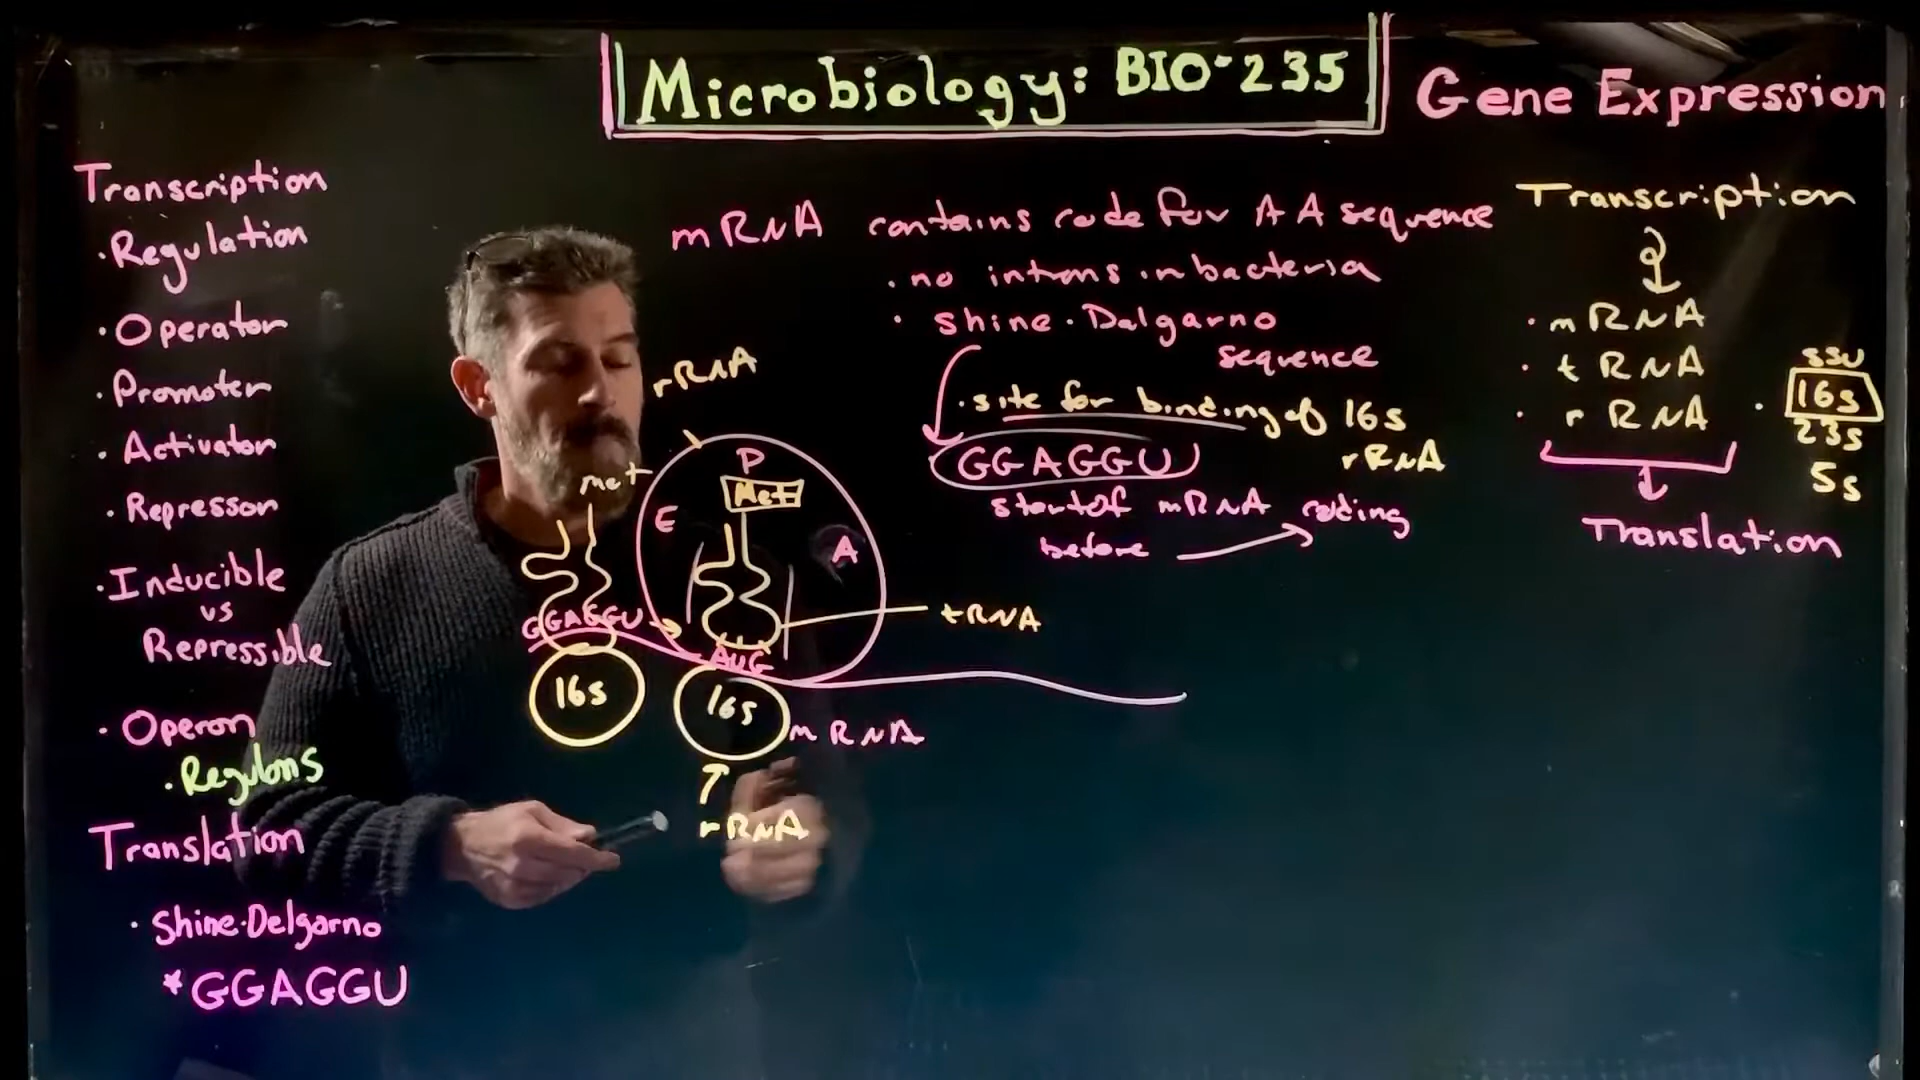 Microbiology: BIO-235
Gene Expression
Transcription
·Regulation
·Operator
·Promoter
·Activator
·Repressor
·Inducible
vs
Repressible
·Operon
·Regulons
Translation
·Shine·Delgarno
*GGAGGU
mRNA contains code for AA sequence
·no introns in bacteria
·Shine·Dalgarno
sequence
·site for binding of 16s
rRNA
GGAGGU
start of mRNA coding
before
rRNA
met
P
Met
E
A
GGAGGU
AUG
tRNA
16s
16s
mRNA
rRNA
Transcription
·mRNA
·tRNA
·rRNA
·
SSU
16s
23s
5s
Translation